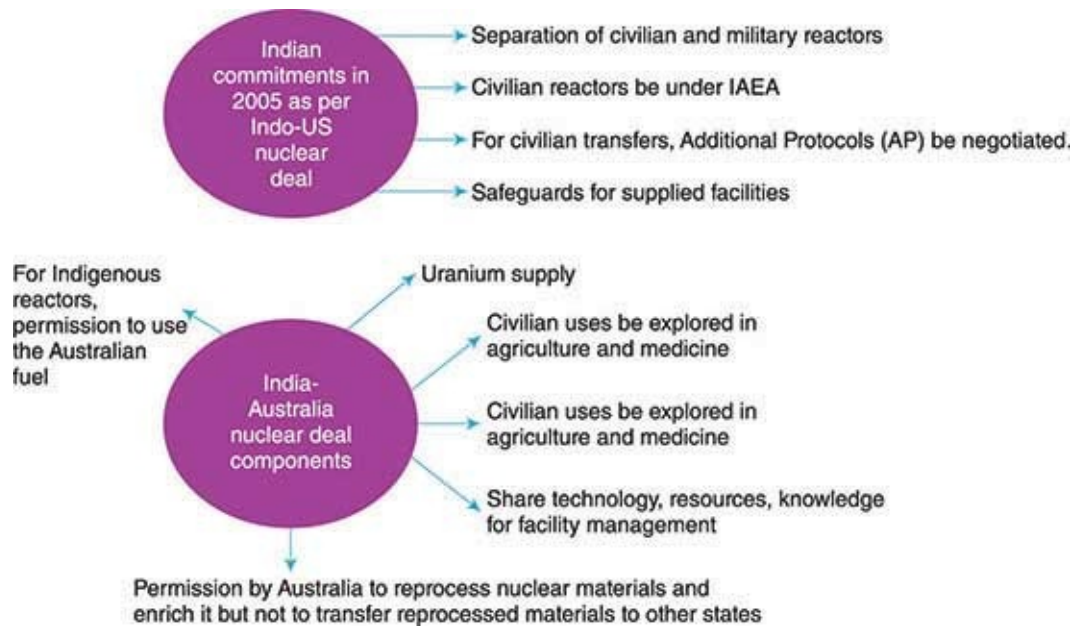 Indian
commitments in
2005 as per
Indo-US
nuclear
deal
Separation of civilian and military reactors
Civilian reactors be under IAEA
For civilian transfers, Additional Protocols (AP) be negotiated.
Safeguards for supplied facilities
For Indigenous
reactors,
permission to use
the Australian
fuel
India-
Australia
nuclear deal
components
Uranium supply
Civilian uses be explored in
agriculture and medicine
Civilian uses be explored in
agriculture and medicine
Share technology, resources, knowledge
for facility management
Permission by Australia to reprocess nuclear materials and
enrich it but not to transfer reprocessed materials to other states